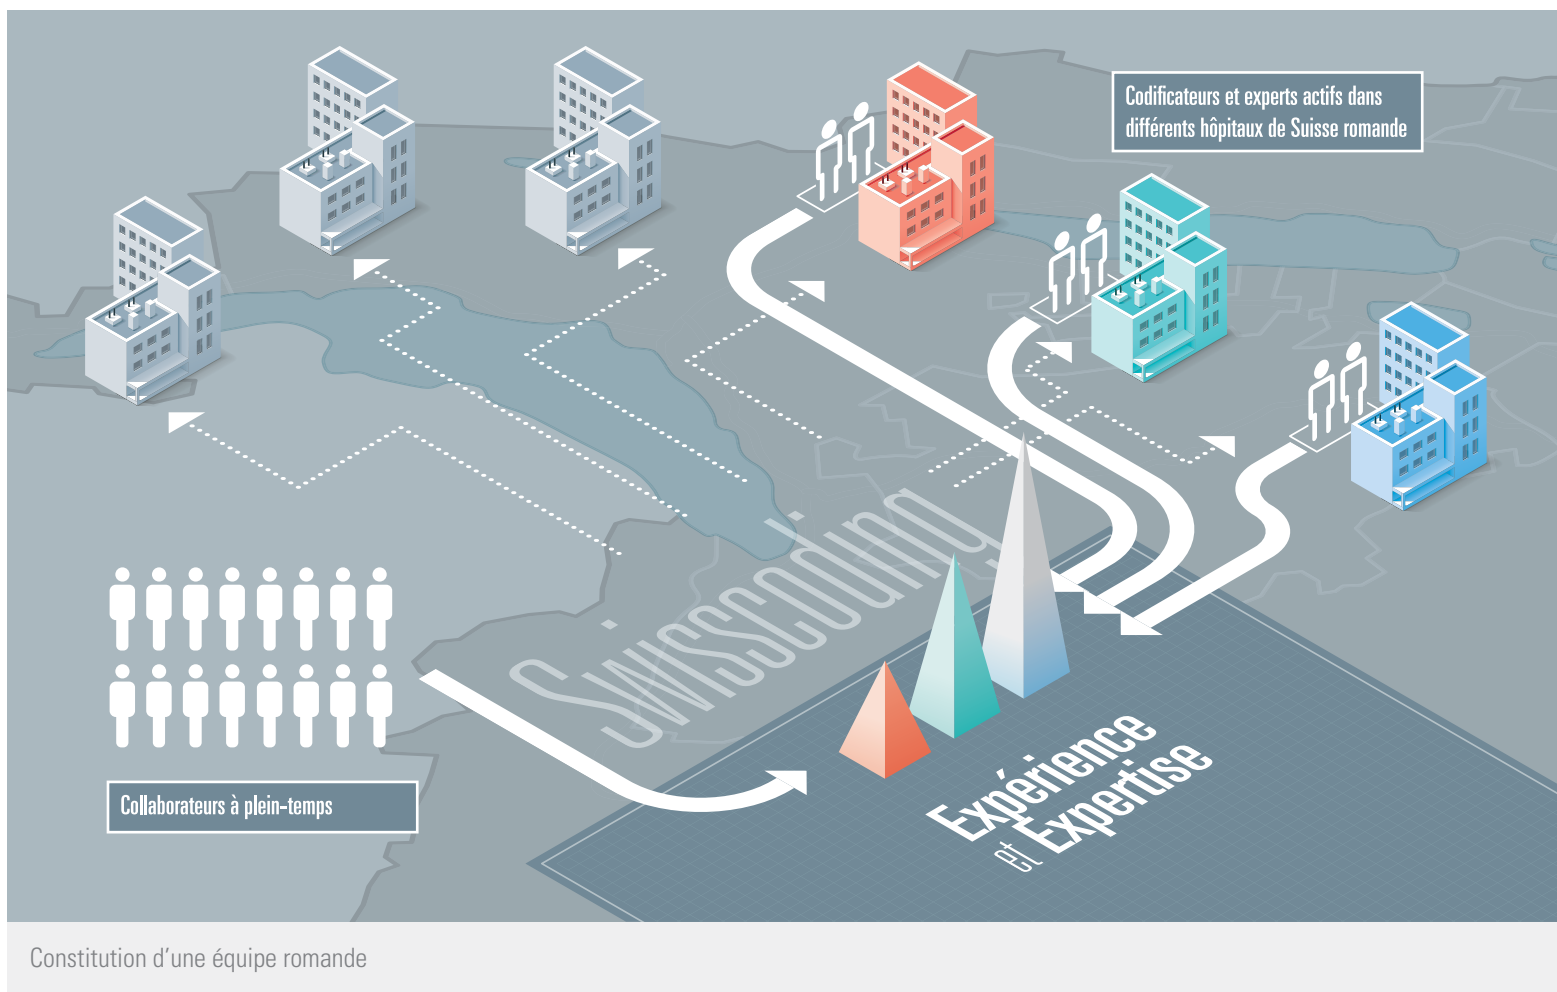 Codificateurs et experts actifs dans
différents hôpitaux de Suisse romande
Swisscoding
Collaborateurs à plein-temps
Expérience
et Expertise
Constitution d’une équipe romande